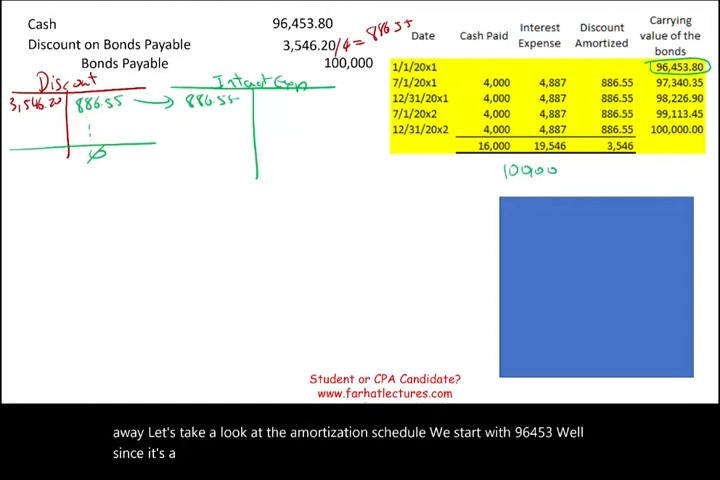 Cash 96,453.80
Discount on Bonds Payable 3,546.20 /4 = 886.55
Bonds Payable 100,000
Discount
3,546.20 886.55
Interest Exp
886.55
Date Cash Paid Interest Expense Discount Amortized Carrying value of the bonds
1/1/20x1 96,453.80
7/1/20x1 4,000 4,887 886.55 97,340.35
12/31/20x1 4,000 4,887 886.55 98,226.90
7/1/20x2 4,000 4,887 886.55 99,113.45
12/31/20x2 4,000 4,887 886.55 100,000.00
16,000 19,546 3,546
Student or CPA Candidate?
www.farhatlectures.com
away Let's take a look at the amortization schedule We start with 96453 Well
since it's a